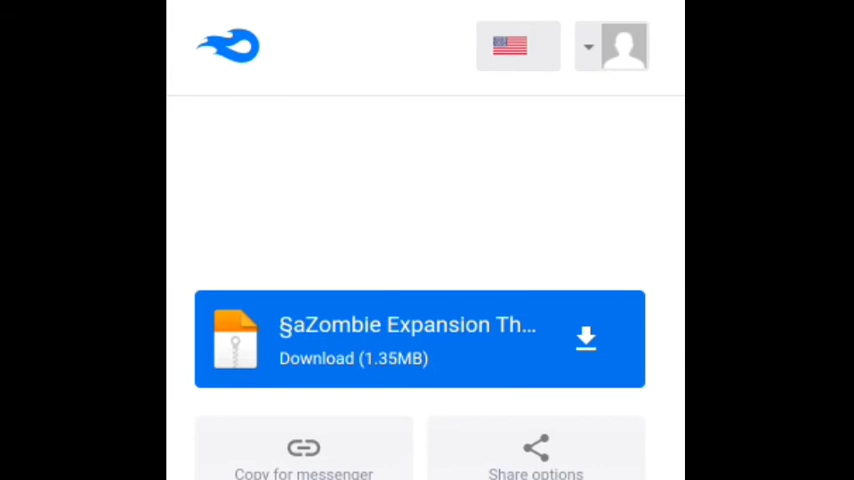 §aZombie Expansion Th...
Download (1.35MB)
Copy for messenger
Share options